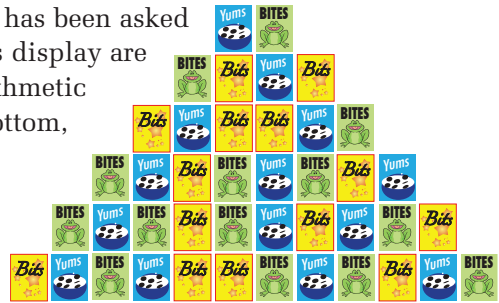 has been asked
s display are
thmetic
ottom,
Yums BITES
BITES Bits Yums Bits
Bits Yums Bits Bits Yums BITES
BITES Yums Bits BITES Yums BITES Bits Yums
BITES Yums BITES Bits BITES Yums Bits Yums BITES Bits
Bits Yums BITES Yums Bits Bits BITES Yums BITES Bits Yums BITES